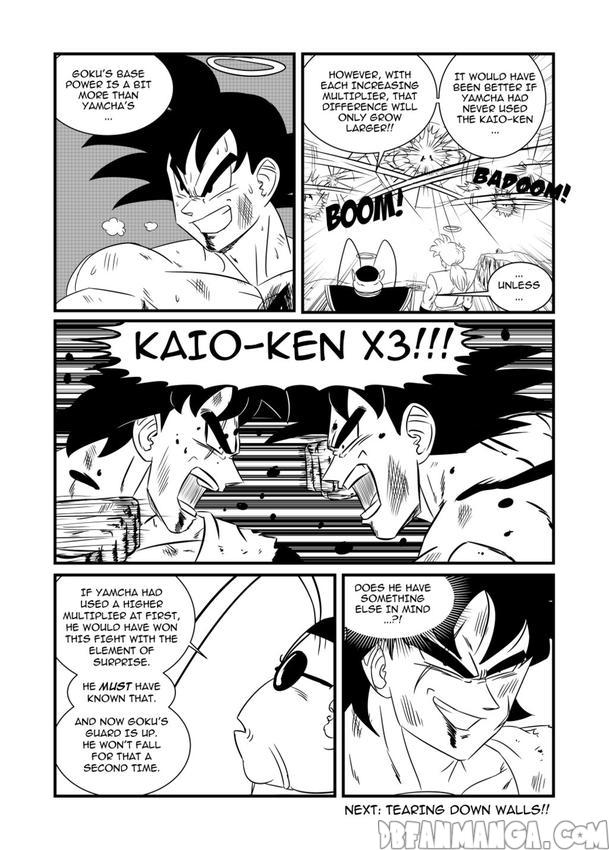 GOKU'S BASE
POWER IS A BIT
MORE THAN
YAMCHA'S
...
HOWEVER, WITH
EACH INCREASING
MULTIPLIER, THAT
DIFFERENCE WILL
ONLY GROW
LARGER!!
IT WOULD HAVE
BEEN BETTER IF
YAMCHA HAD
NEVER USED
THE KAIO-KEN
...
BOOM!
BADOOM!
UNLESS
...
KAIO-KEN X3!!!
IF YAMCHA HAD
USED A HIGHER
MULTIPLIER AT FIRST,
HE WOULD HAVE WON
THIS FIGHT WITH THE
ELEMENT OF
SURPRISE.
HE MUST HAVE
KNOWN THAT.
AND NOW GOKU'S
GUARD IS UP.
HE WON'T FALL
FOR THAT A
SECOND TIME.
DOES HE HAVE
SOMETHING
ELSE IN MIND
...?!
NEXT: TEARING DOWN WALLS!!
DBFANMANGA.COM